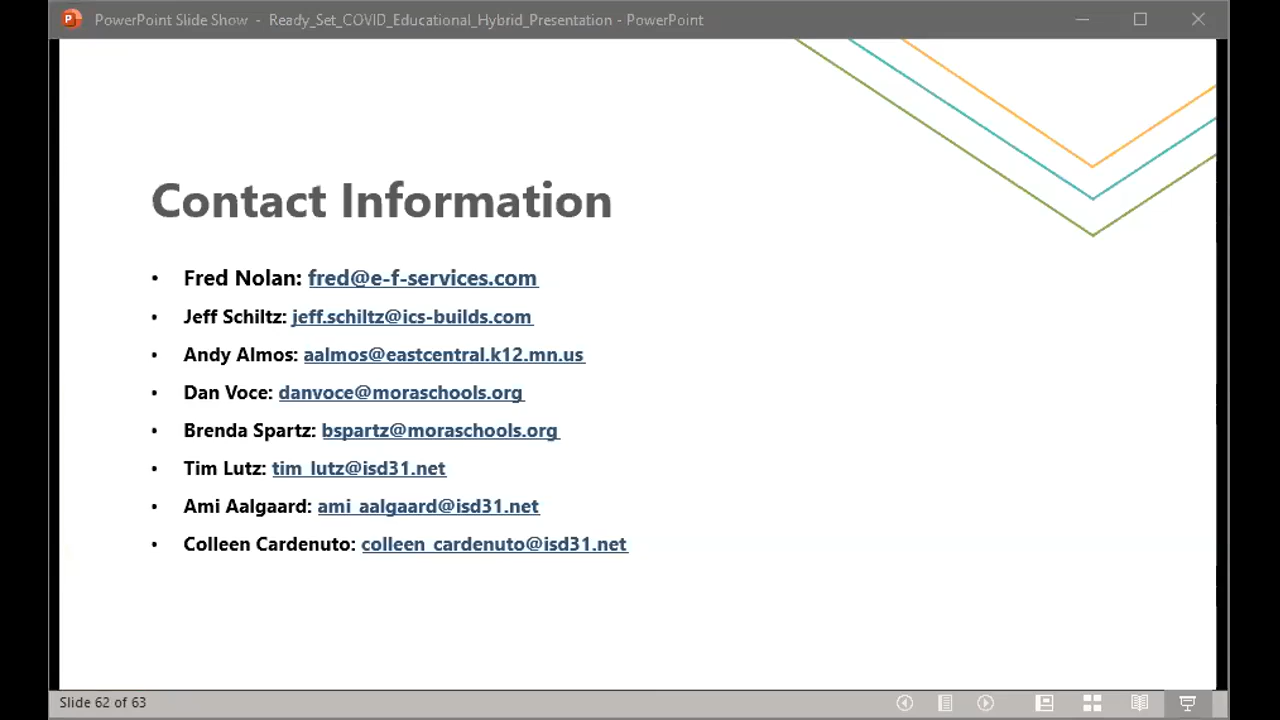 PowerPoint Slide Show - Ready_Set_COVID_Educational_Hybrid_Presentation - PowerPoint
Contact Information
• Fred Nolan: fred@e-f-services.com
• Jeff Schiltz: jeff.schiltz@ics-builds.com
• Andy Almos: aalmos@eastcentral.k12.mn.us
• Dan Voce: danvoce@moraschools.org
• Brenda Spartz: bspartz@moraschools.org
• Tim Lutz: tim_lutz@isd31.net
• Ami Aalgaard: ami_aalgaard@isd31.net
• Colleen Cardenuto: colleen_cardenuto@isd31.net
Slide 62 of 63